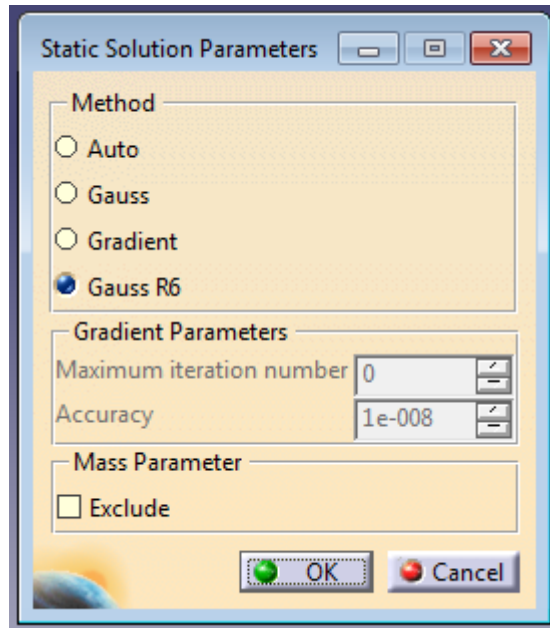 Static Solution Parameters
Method
Auto
Gauss
Gradient
Gauss R6
Gradient Parameters
Maximum iteration number 0
Accuracy 1e-008
Mass Parameter
Exclude
OK Cancel